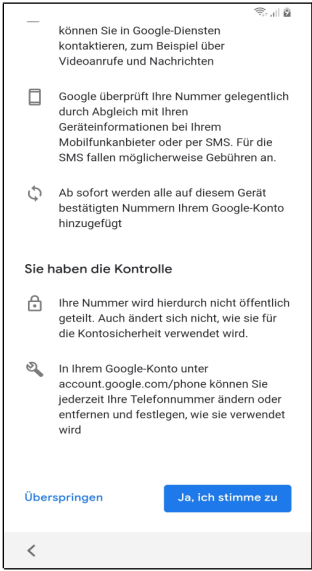 können Sie in Google-Diensten
kontaktieren, zum Beispiel über
Videoanrufe und Nachrichten
Google überprüft Ihre Nummer gelegentlich
durch Abgleich mit Ihren
Geräteinformationen bei Ihrem
Mobilfunkanbieter oder per SMS. Für die
SMS fallen möglicherweise Gebühren an.
Ab sofort werden alle auf diesem Gerät
bestätigten Nummern Ihrem Google-Konto
hinzugefügt
Sie haben die Kontrolle
Ihre Nummer wird hierdurch nicht öffentlich
geteilt. Auch ändert sich nicht, wie sie für
die Kontosicherheit verwendet wird.
In Ihrem Google-Konto unter
account.google.com/phone können Sie
jederzeit Ihre Telefonnummer ändern oder
entfernen und festlegen, wie sie verwendet
wird
Überspringen
Ja, ich stimme zu